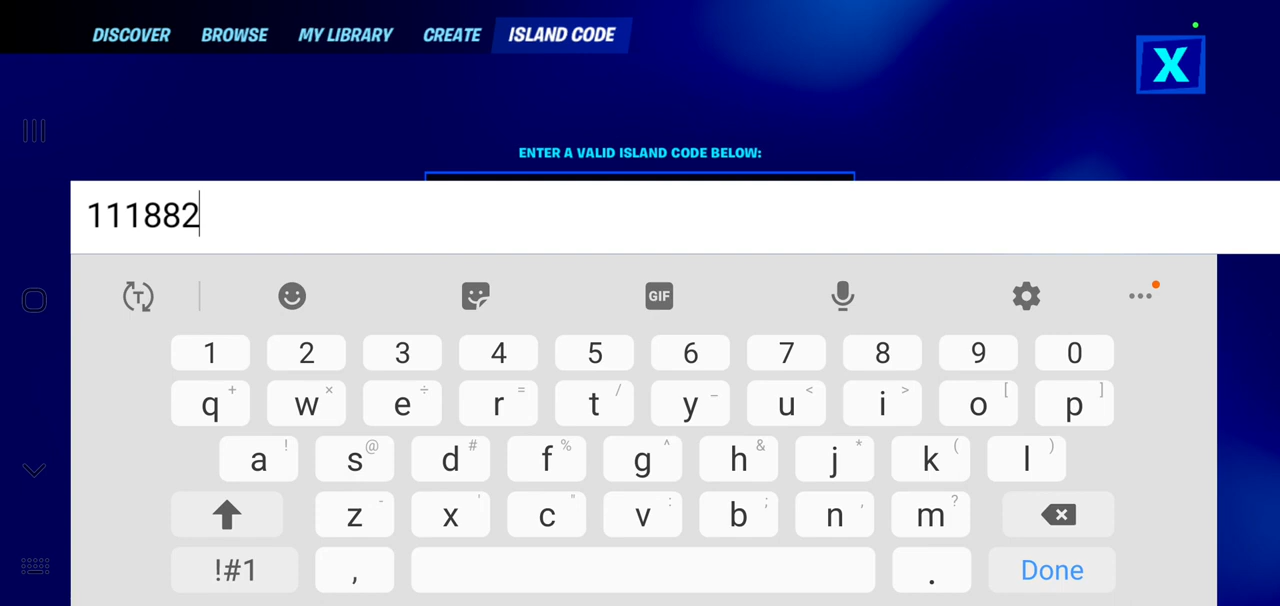 DISCOVER BROWSE MY LIBRARY CREATE ISLAND CODE
X
ENTER A VALID ISLAND CODE BELOW:
111882
T GIF ...
1 2 3 4 5 6 7 8 9 0
q + w × e ÷ r = t / y _ u < i > o [ p ]
a ! s @ d # f % g ^ h & j * k ( l )
z - x ' c " v : b ; n , m ?
!#1 , . Done